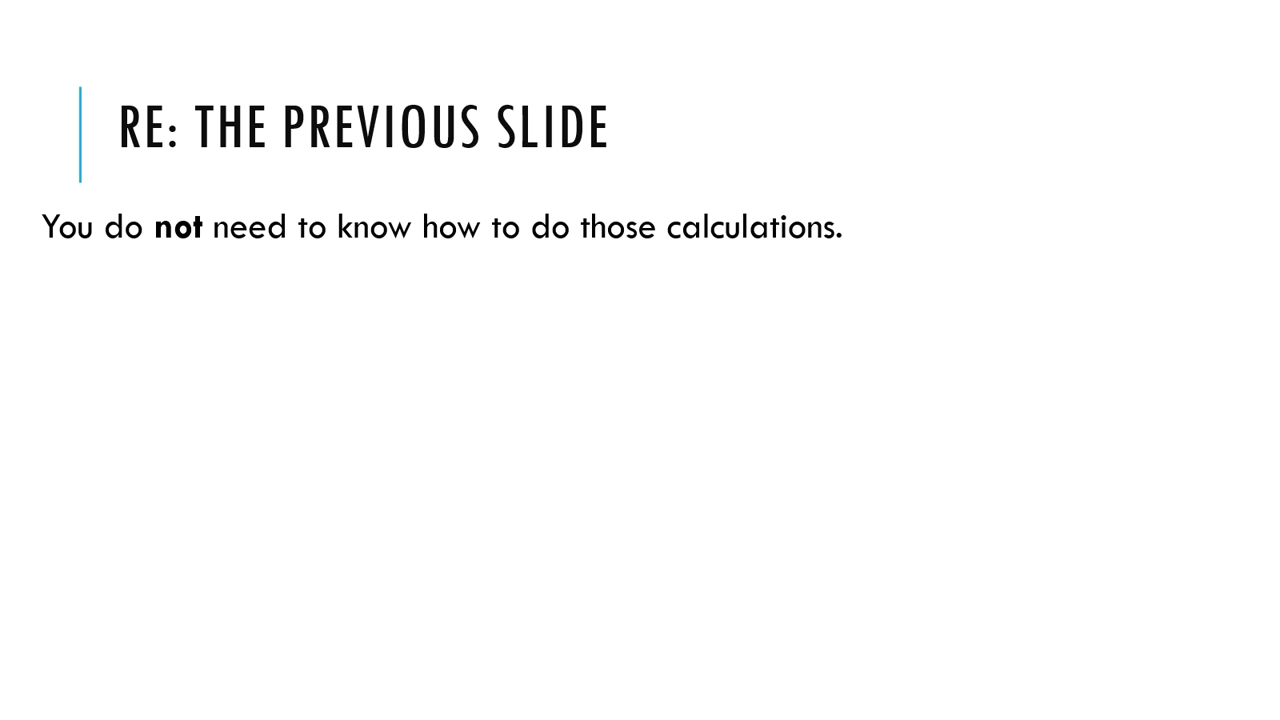 RE: THE PREVIOUS SLIDE
You do not need to know how to do those calculations.